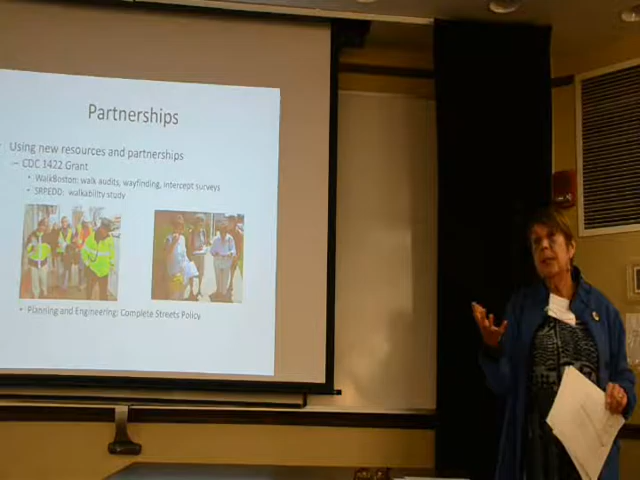 Partnerships
Using new resources and partnerships
– CDC 1422 Grant
• WalkBoston: walk audits, wayfinding, intercept surveys
• SRPEDD: walkability study
• Planning and Engineering: Complete Streets Policy